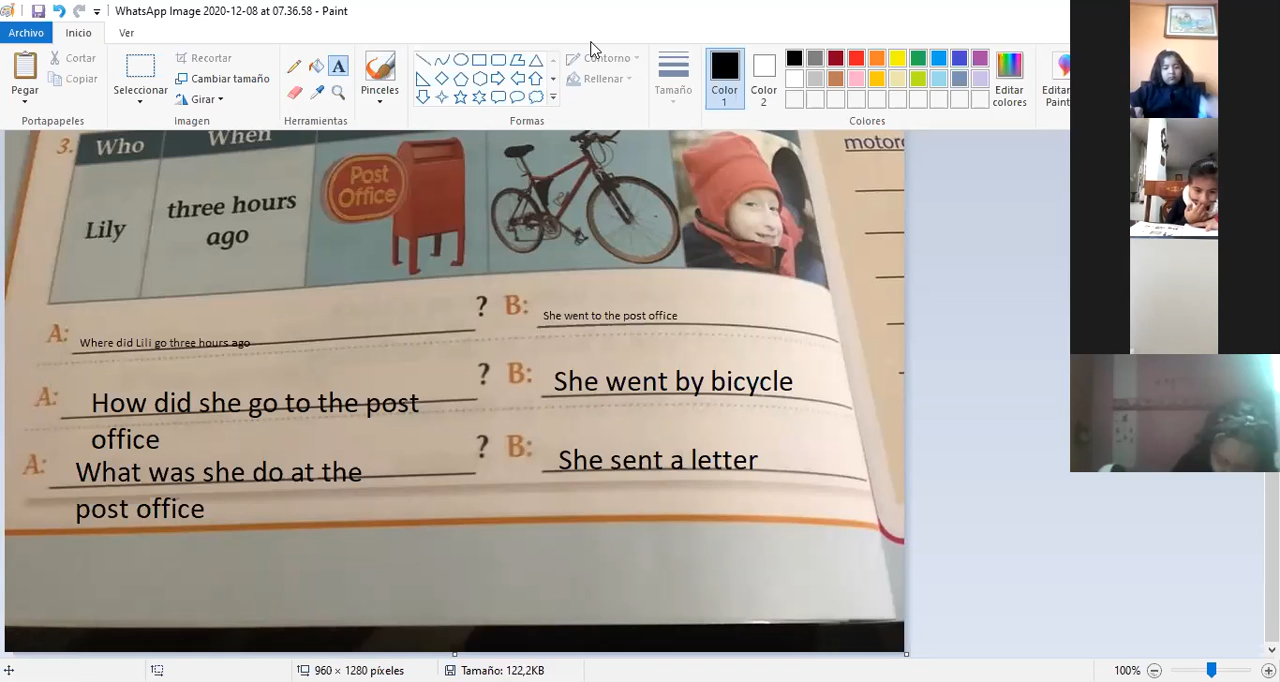 WhatsApp Image 2020-12-08 at 07.36.58 - Paint
Archivo Inicio Ver
Pegar
Cortar
Copiar
Portapapeles
Seleccionar
Recortar
Cambiar tamaño
Girar
Imagen
A
Herramientas
Pinceles
Contorno
Rellenar
Formas
Tamaño
Color 1
Color 2
Colores
Editar colores
Editar Paint
3. Who When
Lily
three hours ago
Post Office
A: Where did Lili go three hours ago ? B: She went to the post office
A: How did she go to the post office ? B: She went by bicycle
A: What was she do at the post office ? B: She sent a letter
960 × 1280 píxeles
Tamaño: 122,2KB
100%